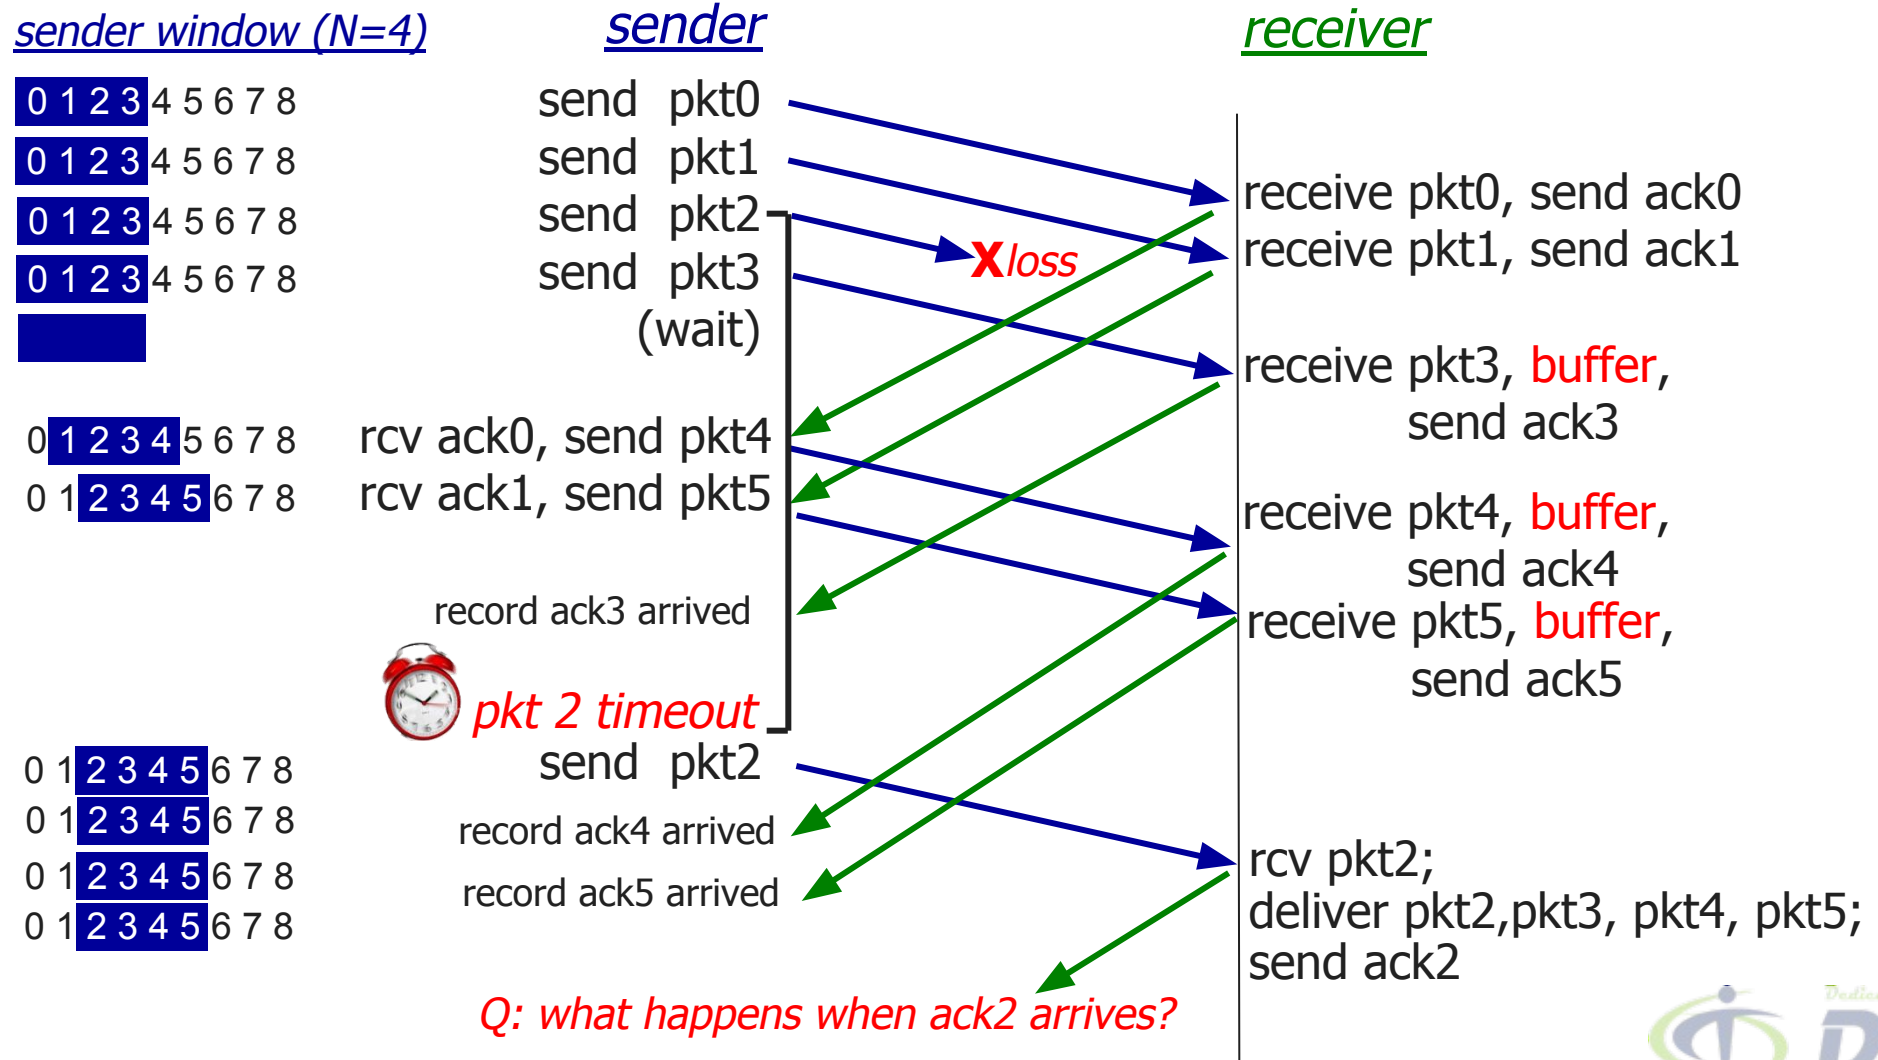 sender window (N=4)
sender
receiver
0 1 2 3 4 5 6 7 8
send pkt0
0 1 2 3 4 5 6 7 8
send pkt1
receive pkt0, send ack0
0 1 2 3 4 5 6 7 8
send pkt2
receive pkt1, send ack1
X loss
0 1 2 3 4 5 6 7 8
send pkt3
(wait)
receive pkt3, buffer,
send ack3
0 1 2 3 4 5 6 7 8
rcv ack0, send pkt4
0 1 2 3 4 5 6 7 8
rcv ack1, send pkt5
receive pkt4, buffer,
send ack4
record ack3 arrived
receive pkt5, buffer,
send ack5
pkt 2 timeout
0 1 2 3 4 5 6 7 8
send pkt2
0 1 2 3 4 5 6 7 8
record ack4 arrived
0 1 2 3 4 5 6 7 8
record ack5 arrived
0 1 2 3 4 5 6 7 8
rcv pkt2;
deliver pkt2,pkt3, pkt4, pkt5;
send ack2
Q: what happens when ack2 arrives?